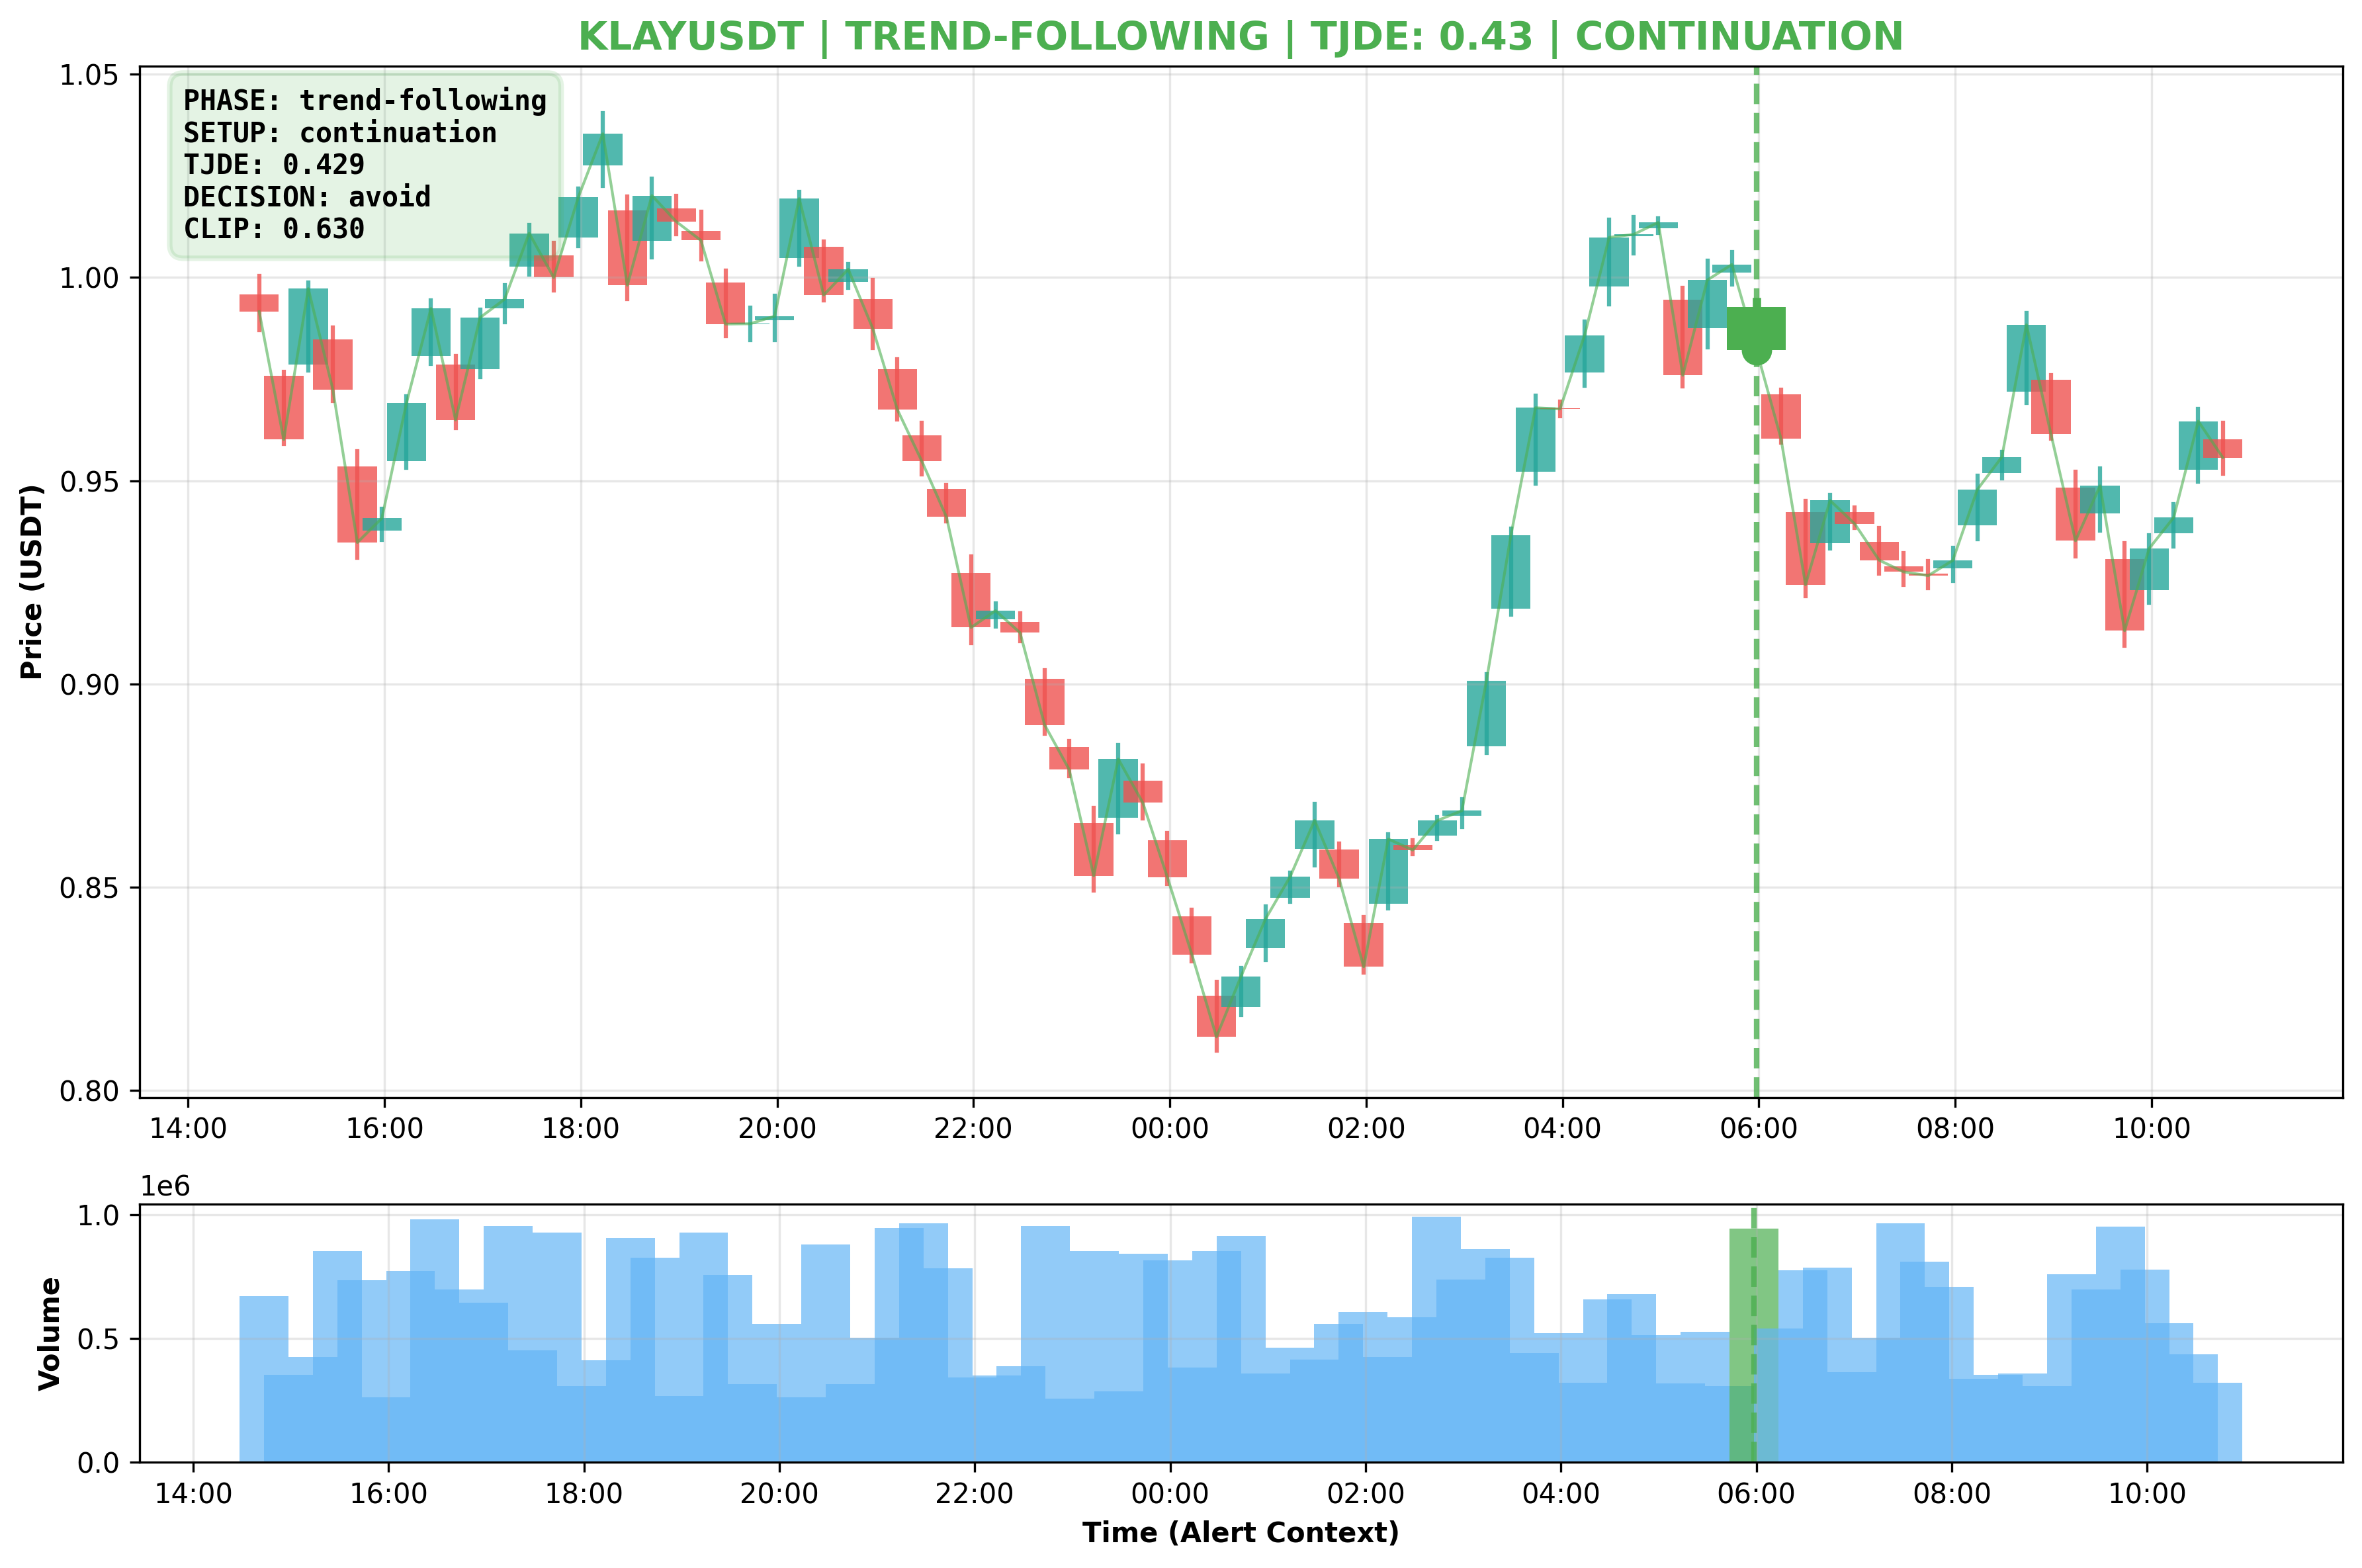 KLAYUSDT | TREND-FOLLOWING | TJDE: 0.43 | CONTINUATION
PHASE: trend-following
SETUP: continuation
TJDE: 0.429
DECISION: avoid
CLIP: 0.630
Price (USDT)
1.05
1.00
0.95
0.90
0.85
0.80
14:00 16:00 18:00 20:00 22:00 00:00 02:00 04:00 06:00 08:00 10:00
1e6
Volume
1.0
0.5
0.0
14:00 16:00 18:00 20:00 22:00 00:00 02:00 04:00 06:00 08:00 10:00
Time (Alert Context)